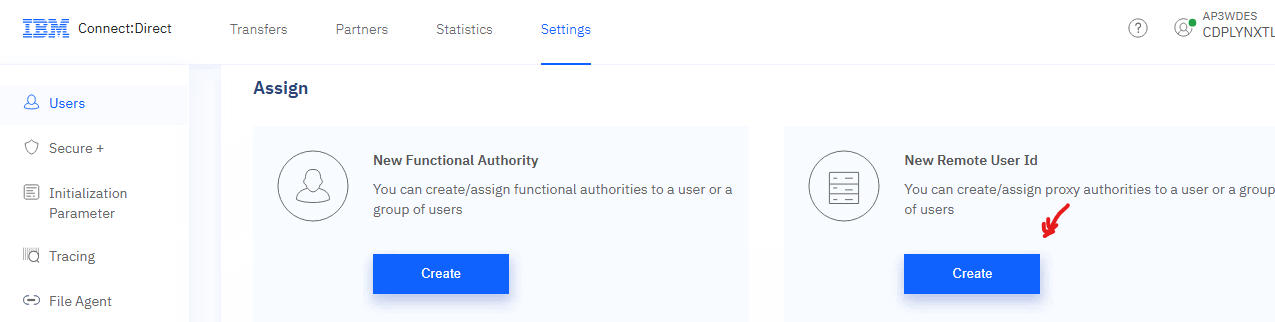 IBM Connect:Direct
Transfers Partners Statistics Settings
AP3WDES
CDPLYNXTL
Users
Secure +
Initialization
Parameter
Tracing
File Agent
Assign
New Functional Authority
You can create/assign functional authorities to a user or a
group of users
Create
New Remote User Id
You can create/assign proxy authorities to a user or a group
of users
Create